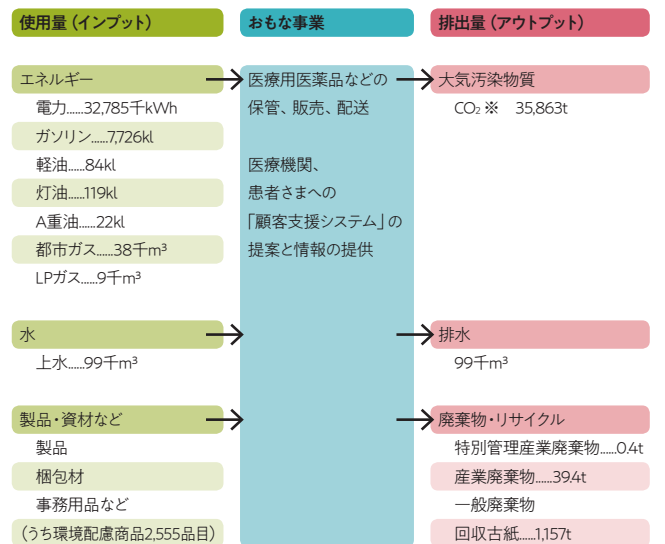 使用量（インプット）
エネルギー
電力......32,785千kWh
ガソリン......7,726kl
軽油......84kl
灯油......119kl
A重油......22kl
都市ガス......38千m³
LPガス......9千m³
水
上水......99千m³
製品・資材など
製品
梱包材
事務用品など
（うち環境配慮商品2,555品目）
おもな事業
医療用医薬品などの
保管、販売、配送
医療機関、
患者さまへの
「顧客支援システム」の
提案と情報の提供
排出量（アウトプット）
大気汚染物質
CO₂ ※ 35,863t
排水
99千m³
廃棄物・リサイクル
特別管理産業廃棄物......0.4t
産業廃棄物......39.4t
一般廃棄物
回収古紙......1,157t